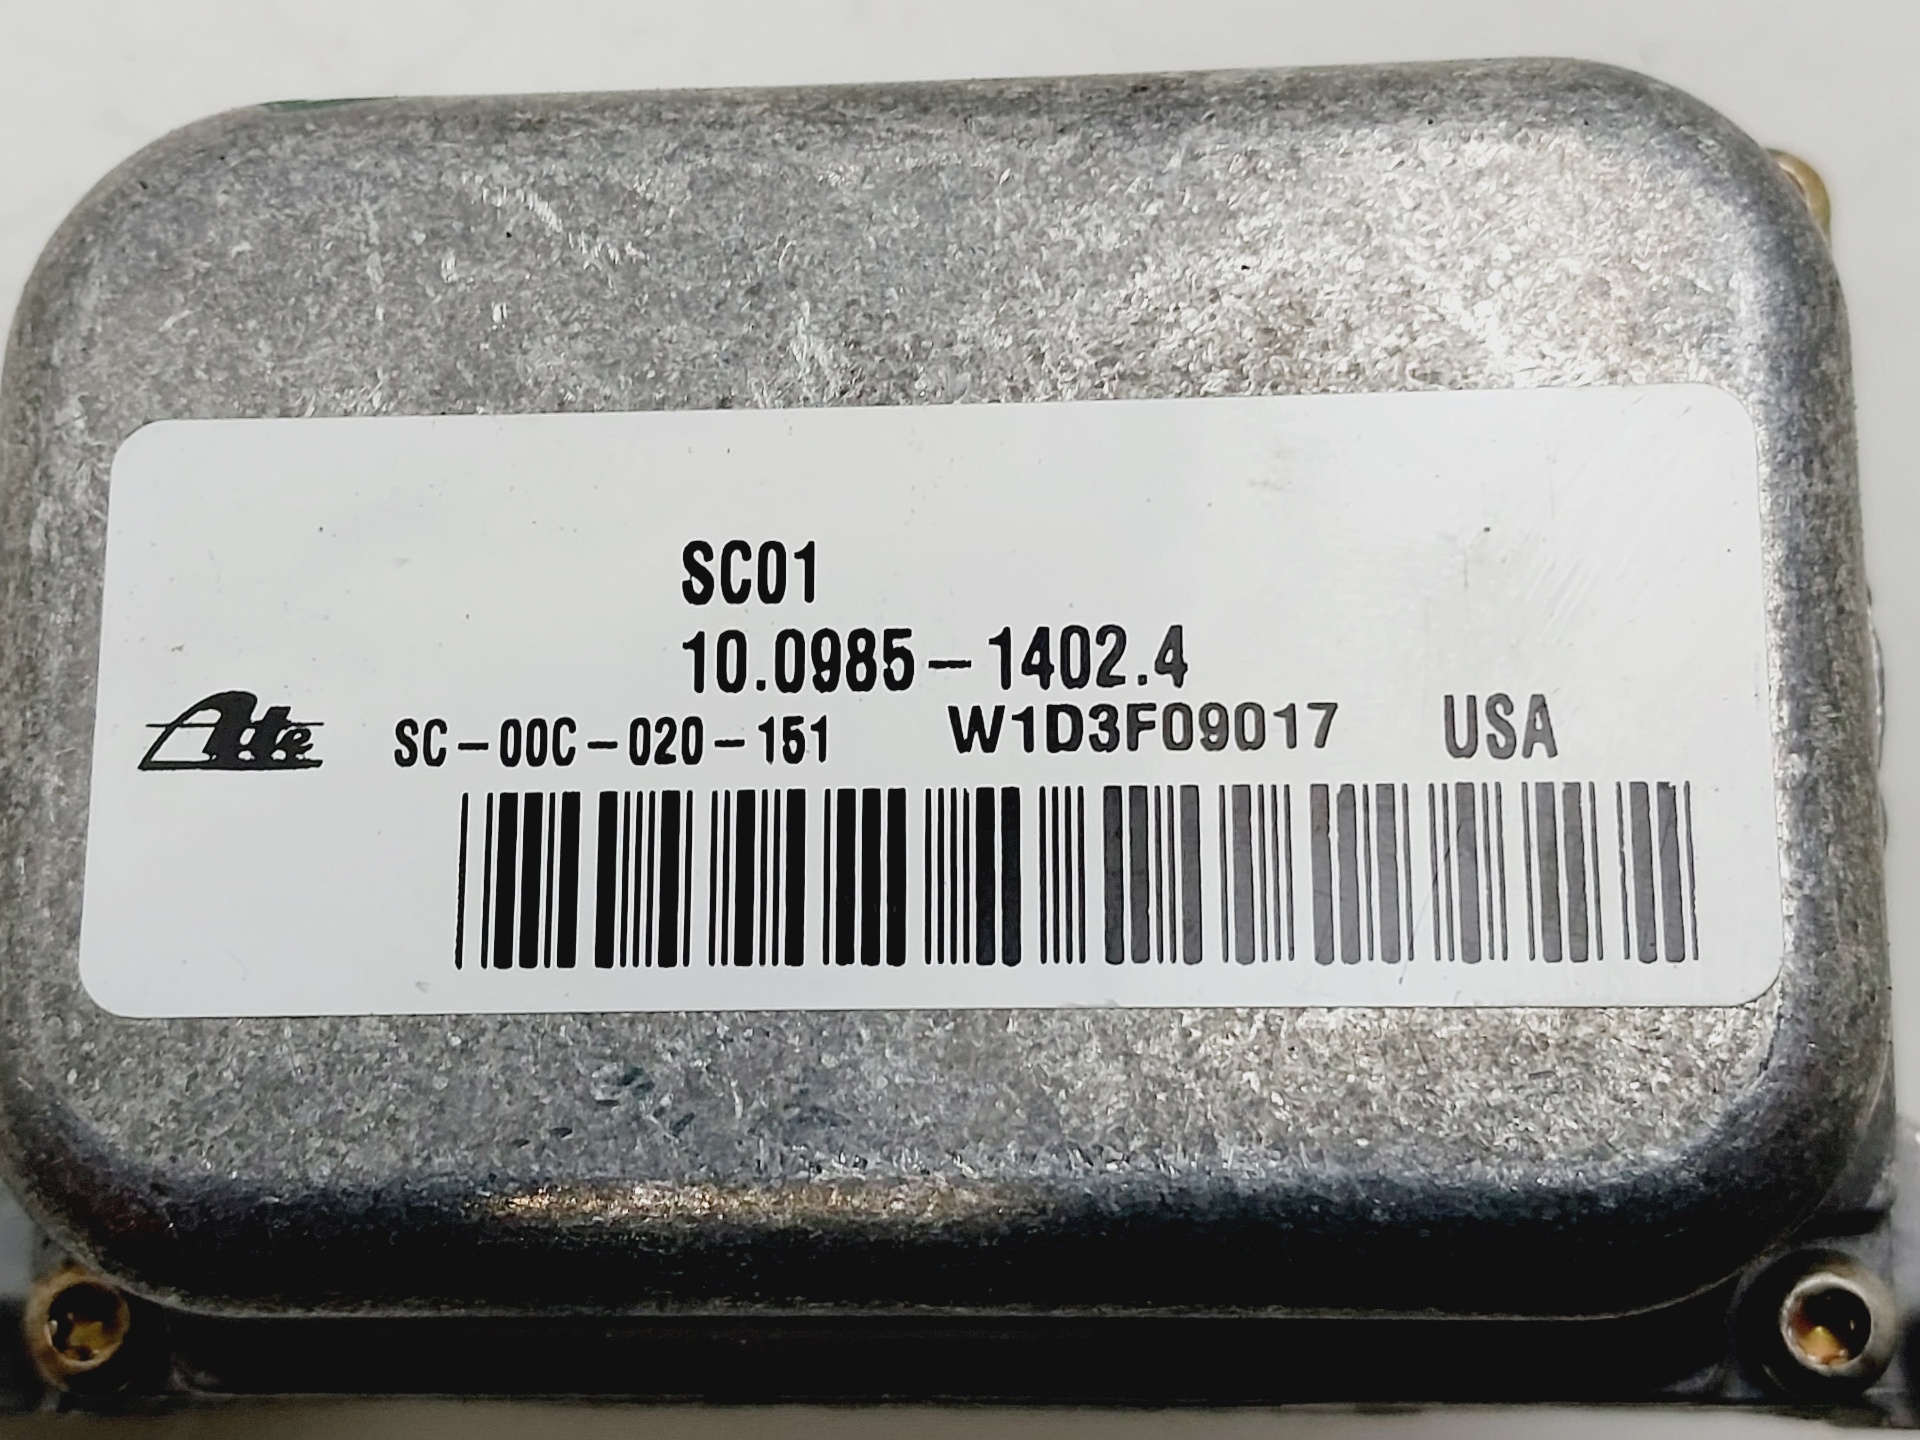 SC01
10.0985-1402.4
Ate SC-00C-020-151 W1D3F09017 USA